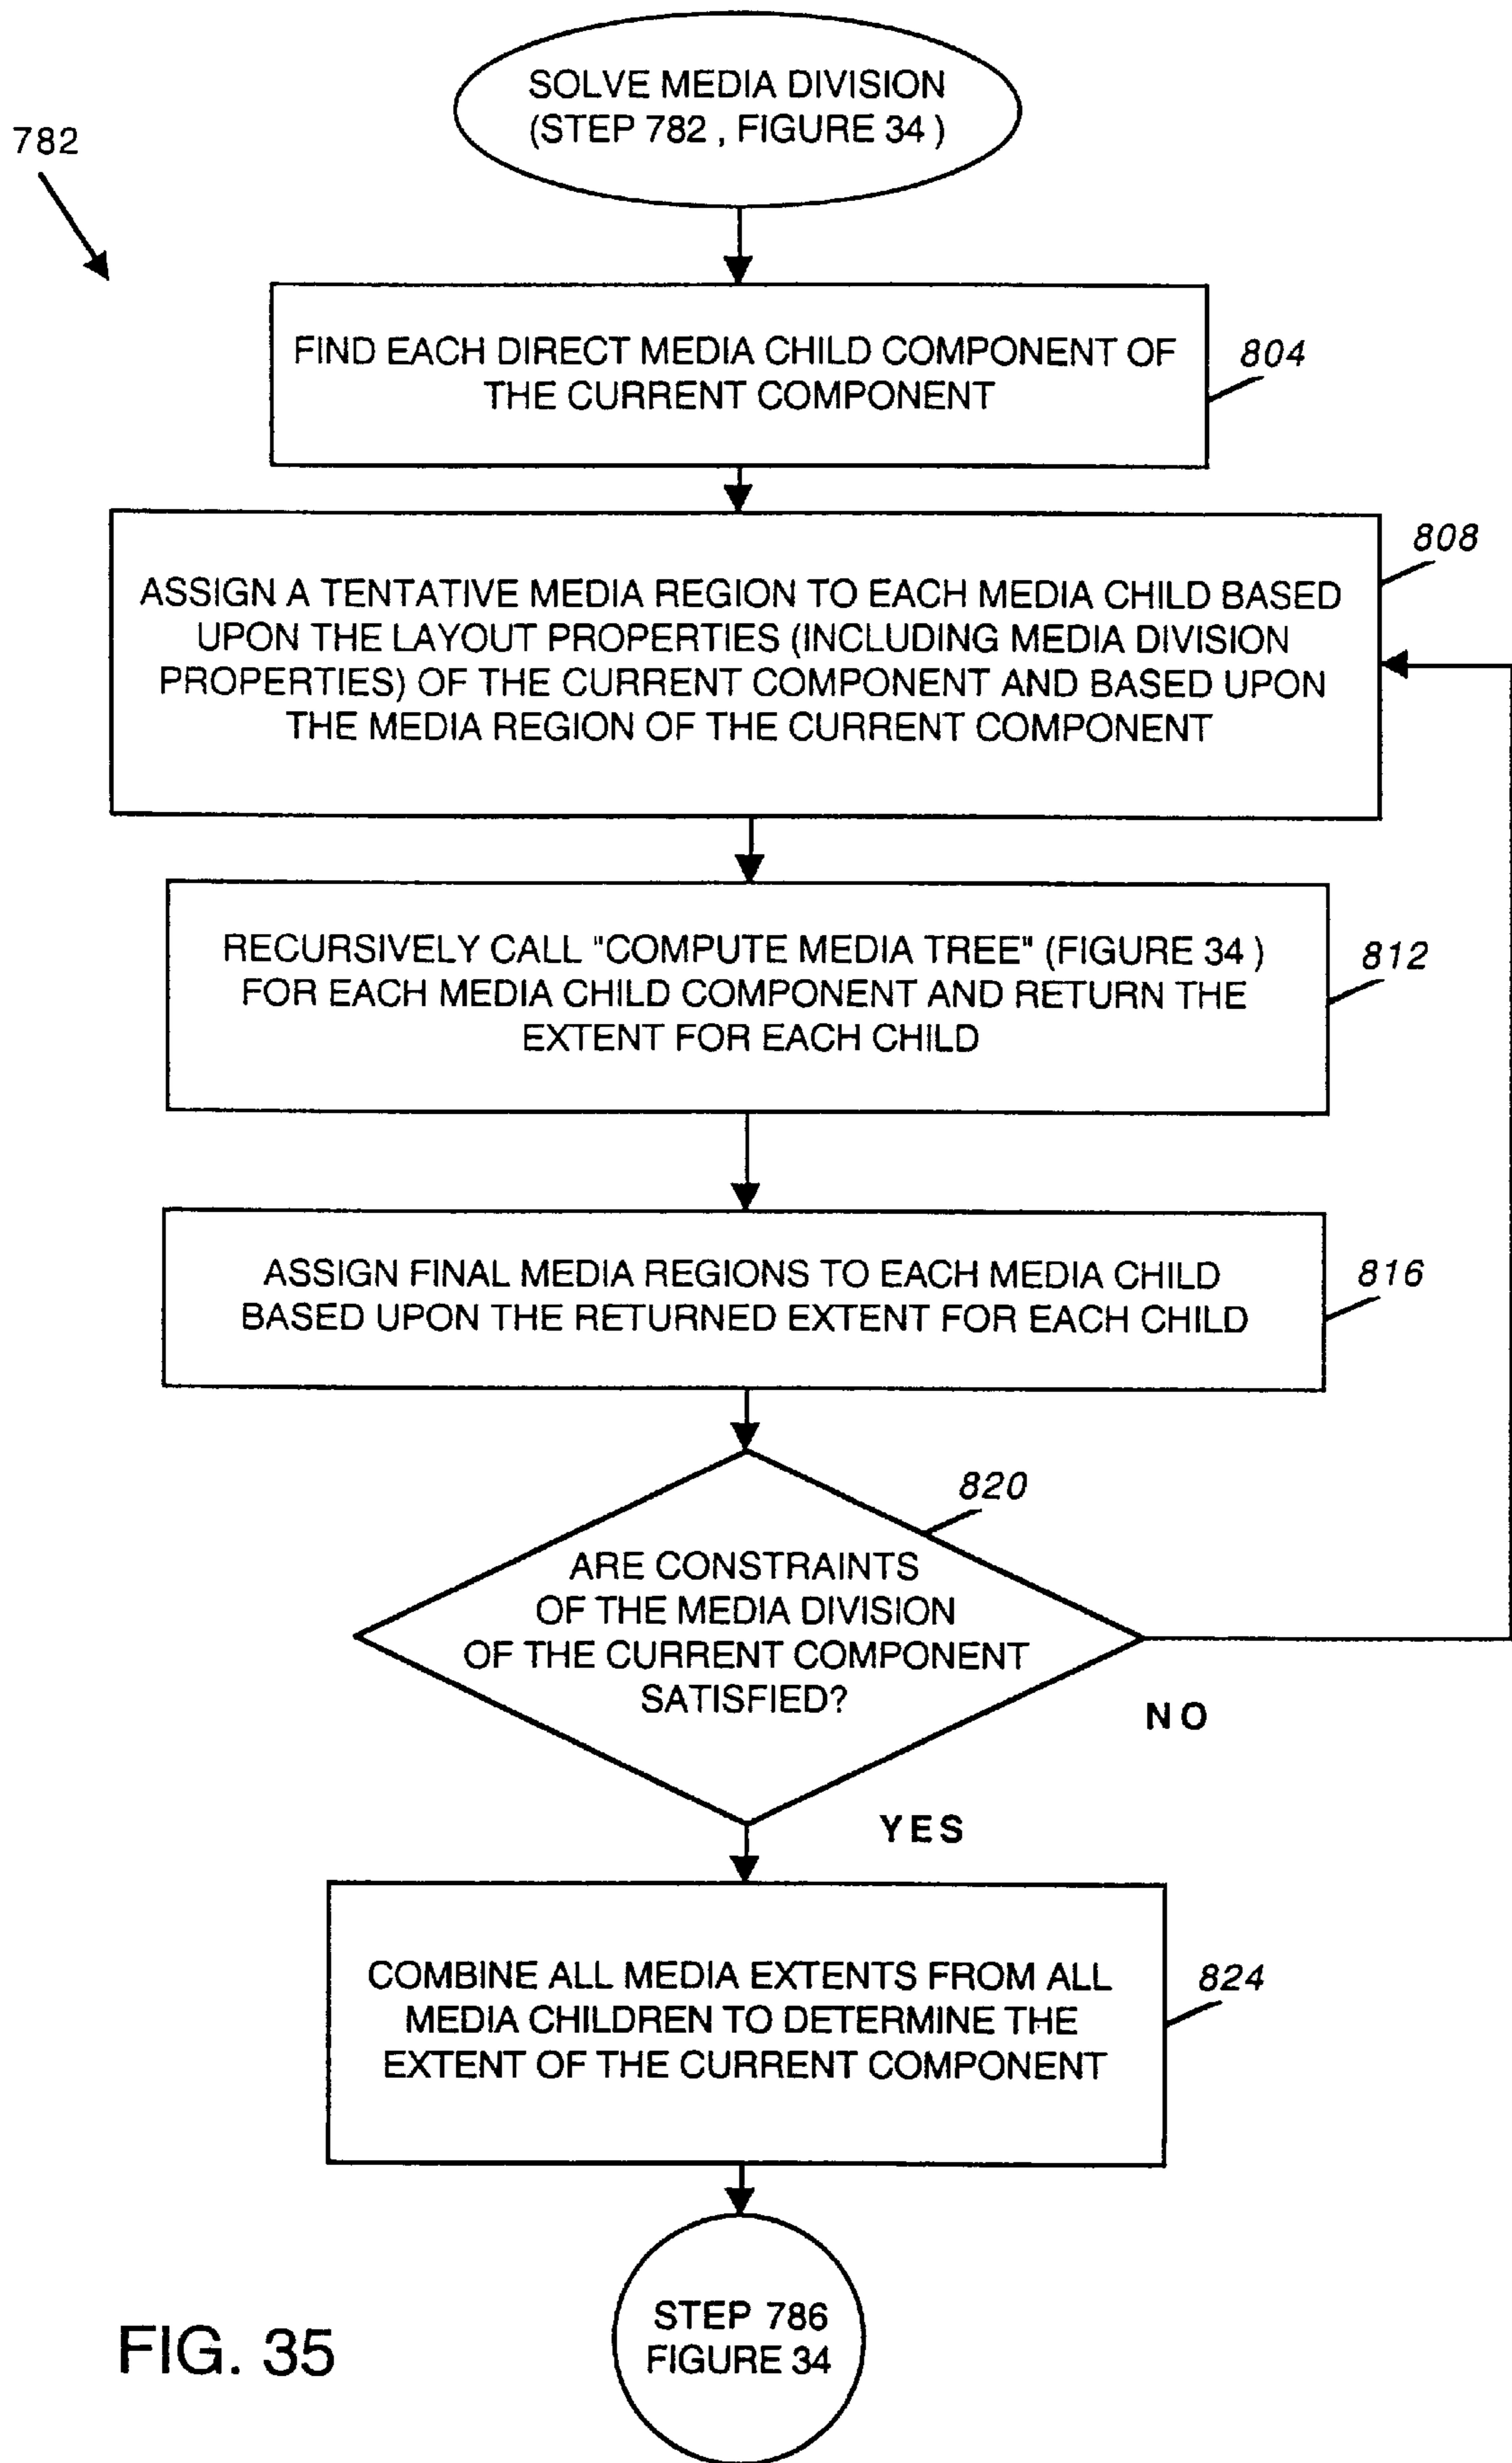 SOLVE MEDIA DIVISION
(STEP 782 , FIGURE 34 )
782
FIND EACH DIRECT MEDIA CHILD COMPONENT OF
THE CURRENT COMPONENT
804
ASSIGN A TENTATIVE MEDIA REGION TO EACH MEDIA CHILD BASED
UPON THE LAYOUT PROPERTIES (INCLUDING MEDIA DIVISION
PROPERTIES) OF THE CURRENT COMPONENT AND BASED UPON
THE MEDIA REGION OF THE CURRENT COMPONENT
808
RECURSIVELY CALL "COMPUTE MEDIA TREE" (FIGURE 34 )
FOR EACH MEDIA CHILD COMPONENT AND RETURN THE
EXTENT FOR EACH CHILD
812
ASSIGN FINAL MEDIA REGIONS TO EACH MEDIA CHILD
BASED UPON THE RETURNED EXTENT FOR EACH CHILD
816
820
ARE CONSTRAINTS
OF THE MEDIA DIVISION
OF THE CURRENT COMPONENT
SATISFIED?
NO
YES
COMBINE ALL MEDIA EXTENTS FROM ALL
MEDIA CHILDREN TO DETERMINE THE
EXTENT OF THE CURRENT COMPONENT
824
STEP 786
FIGURE 34
FIG. 35